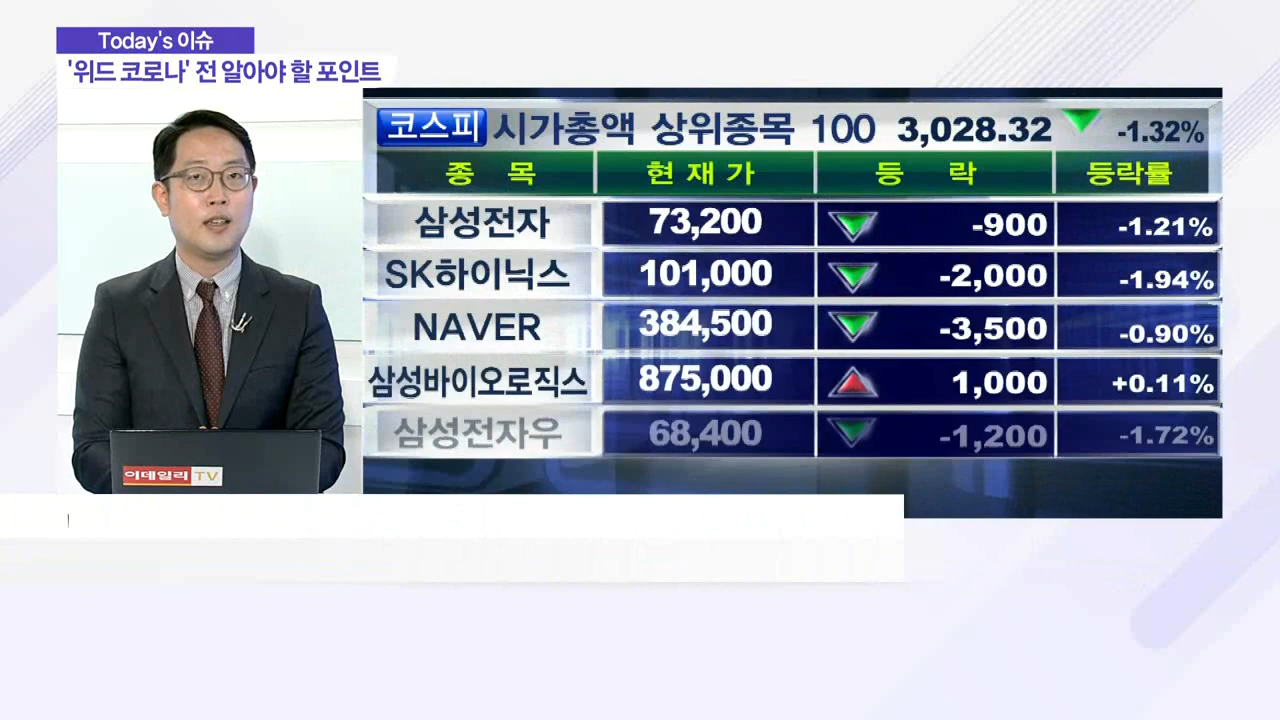 Today's 이슈
'위드 코로나' 전 알아야 할 포인트
코스피 시가총액 상위종목 100 3,028.32 -1.32%
종 목 현 재 가 등 락 등락률
삼성전자 73,200 -900 -1.21%
SK하이닉스 101,000 -2,000 -1.94%
NAVER 384,500 -3,500 -0.90%
삼성바이오로직스 875,000 1,000 +0.11%
삼성전자우 68,400 -1,200 -1.72%
이데일리 TV